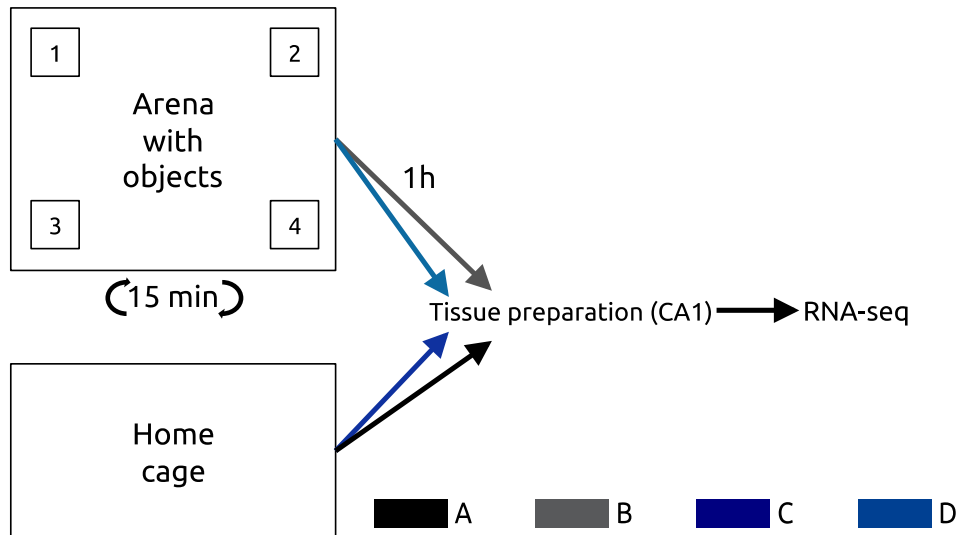 1
2
Arena
with
objects
1h
3
4
15 min
Tissue preparation (CA1)
RNA-seq
Home
cage
A
B
C
D